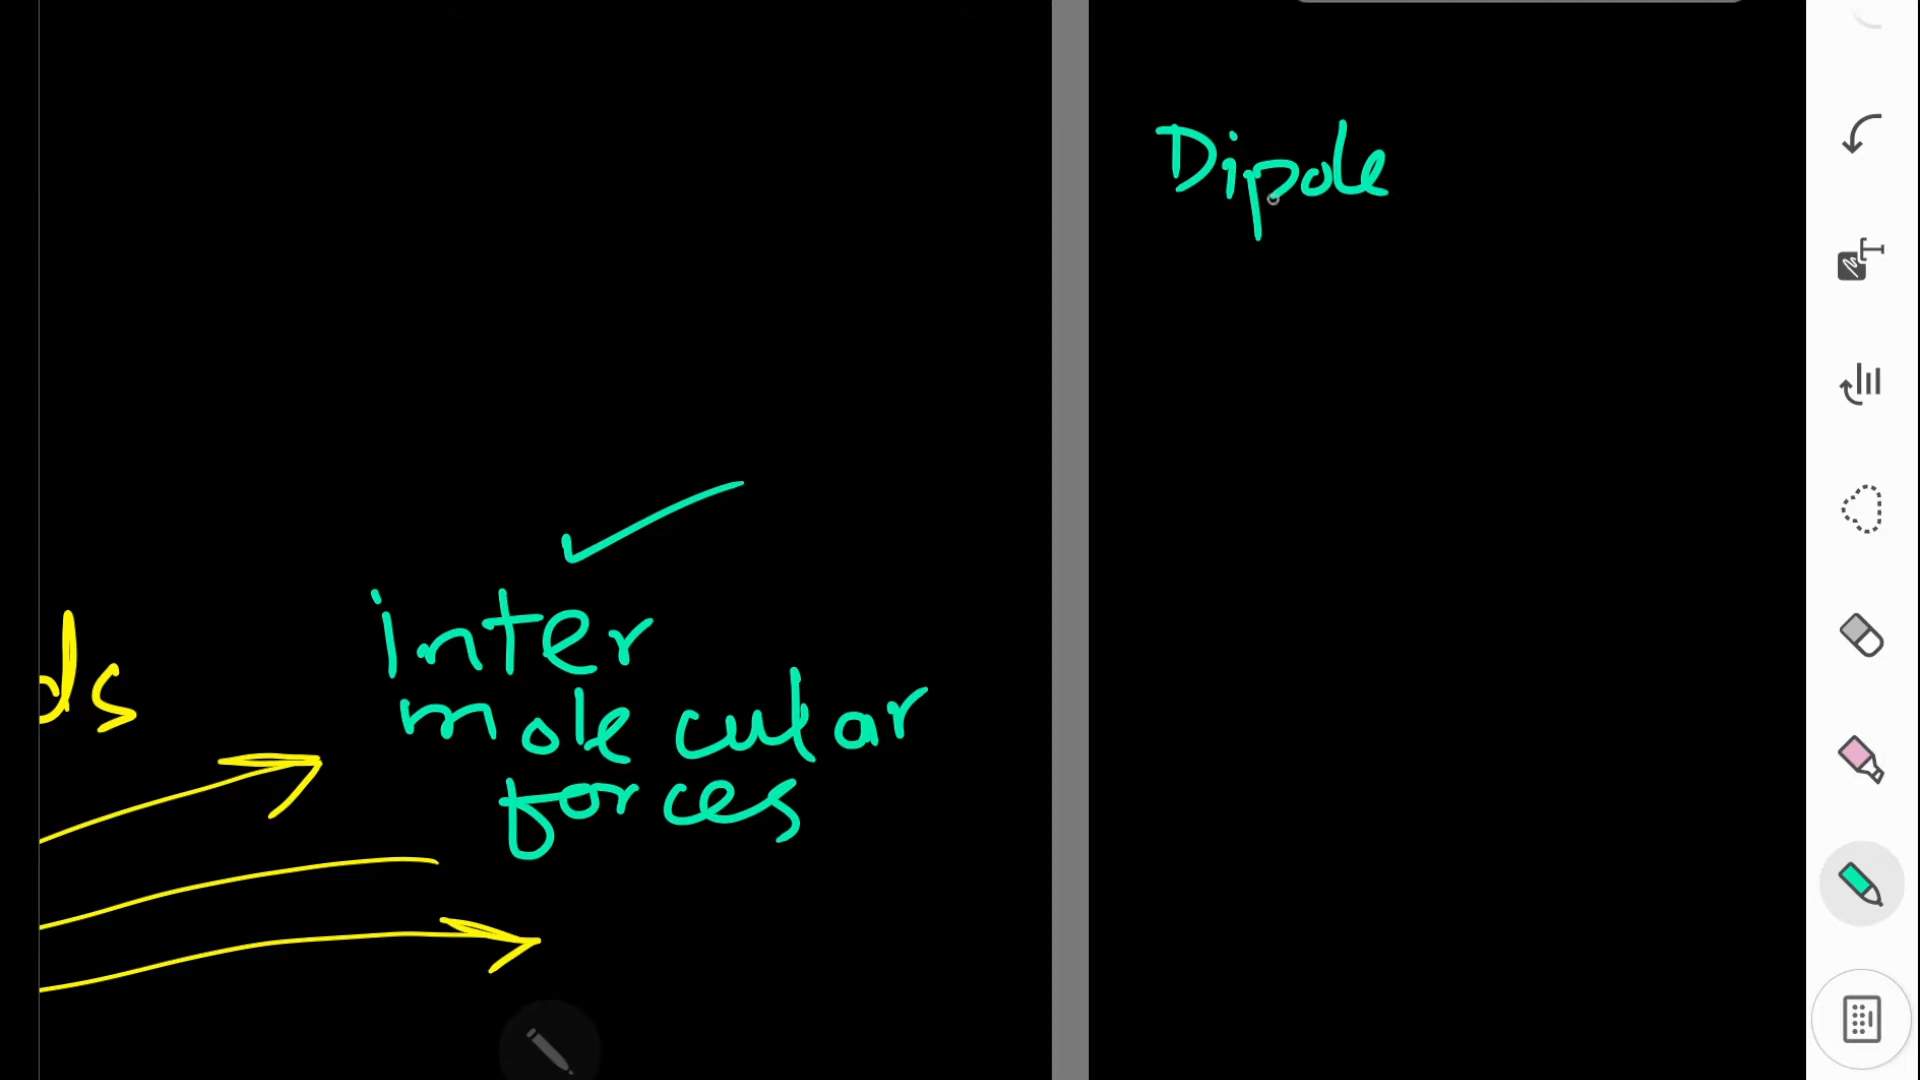 Dipole
inter
molecular
forces
ds